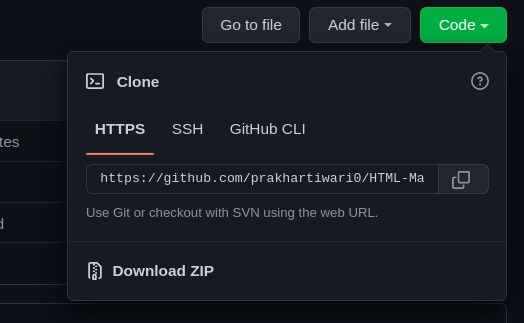 Go to file
Add file
Code
Clone
HTTPS
SSH
GitHub CLI
tes
https://github.com/prakhartiwari0/HTML-Ma
Use Git or checkout with SVN using the web URL.
d
Download ZIP